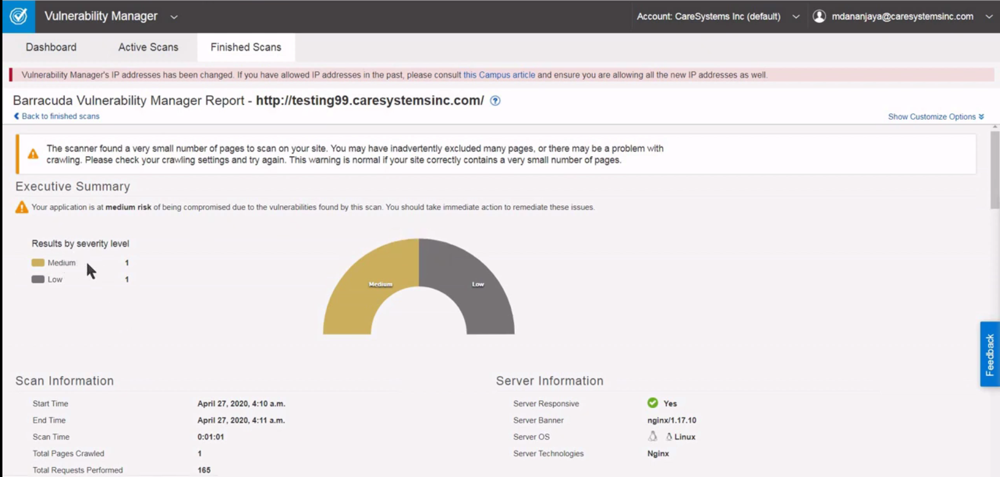 Vulnerability Manager
Account: CareSystems Inc (default)
mdananjaya@caresystemsinc.com
Dashboard
Active Scans
Finished Scans
Vulnerability Manager's IP addresses has been changed. If you have allowed IP addresses in the past, please consult this Campus article and ensure you are allowing all the new IP addresses as well.
Barracuda Vulnerability Manager Report - http://testing99.caresystemsinc.com/ ?
Back to finished scans
Show Customize Options
The scanner found a very small number of pages to scan on your site. You may have inadvertently excluded many pages, or there may be a problem with
crawling. Please check your crawling settings and try again. This warning is normal if your site correctly contains a very small number of pages.
Executive Summary
Your application is at medium risk of being compromised due to the vulnerabilities found by this scan. You should take immediate action to remediate these issues.
Results by severity level
Medium 1
Low 1
Medium
Low
Feedback
Scan Information
Start Time April 27, 2020, 4:10 a.m.
End Time April 27, 2020, 4:11 a.m.
Scan Time 0:01:01
Total Pages Crawled 1
Total Requests Performed 165
Server Information
Server Responsive Yes
Server Banner nginx/1.17.10
Server OS Linux
Server Technologies Nginx